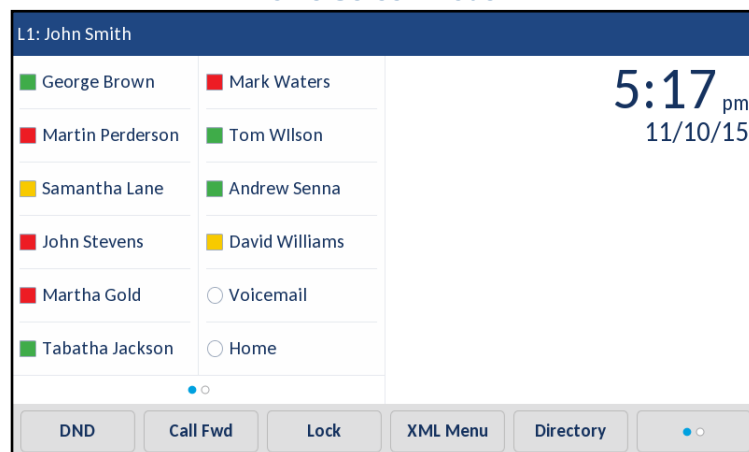 L1: John Smith
George Brown
Mark Waters
Martin Perderson
Tom WIlson
Samantha Lane
Andrew Senna
John Stevens
David Williams
Martha Gold
Voicemail
Tabatha Jackson
Home
5:17 pm
11/10/15
DND
Call Fwd
Lock
XML Menu
Directory